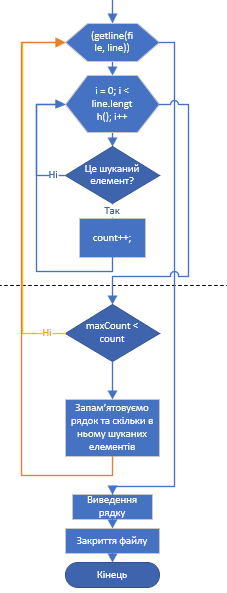 (getline(fi
le, line))
i = 0; i <
line.lengt
h(); i++
Це шуканий
елемент?
Ні
Так
count++;
maxCount <
count
Ні
Запам'ятовуємо
рядок та скільки в
ньому шуканих
елементів
Виведення
рядку
Закриття файлу
Кінець